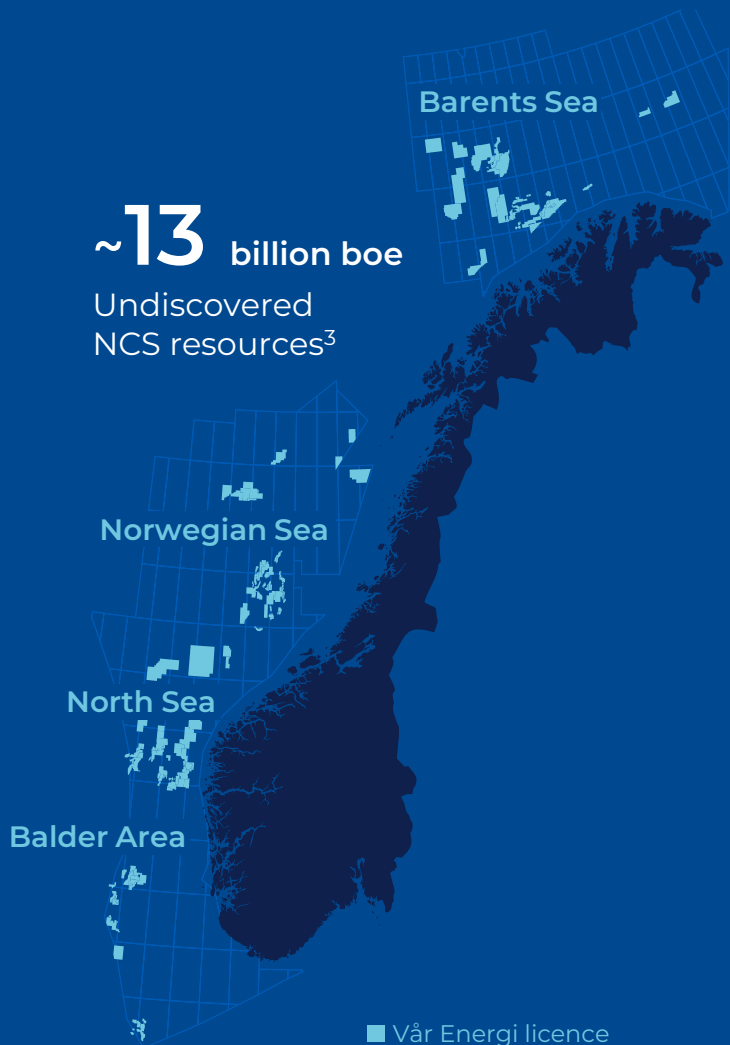 Barents Sea
~13 billion boe
Undiscovered
NCS resources³
Norwegian Sea
North Sea
Balder Area
Vår Energi licence